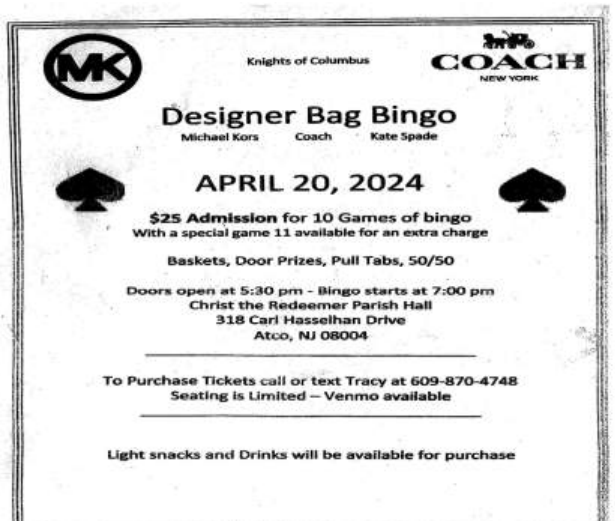 MK
Knights of Columbus
COACH
NEW YORK
Designer Bag Bingo
Michael Kors Coach Kate Spade
APRIL 20, 2024
$25 Admission for 10 Games of bingo
With a special game 11 available for an extra charge
Baskets, Door Prizes, Pull Tabs, 50/50
Doors open at 5:30 pm - Bingo starts at 7:00 pm
Christ the Redeemer Parish Hall
318 Carl Hasselhan Drive
Atco, NJ 08004
To Purchase Tickets call or text Tracy at 609-870-4748
Seating is Limited – Venmo available
Light snacks and Drinks will be available for purchase